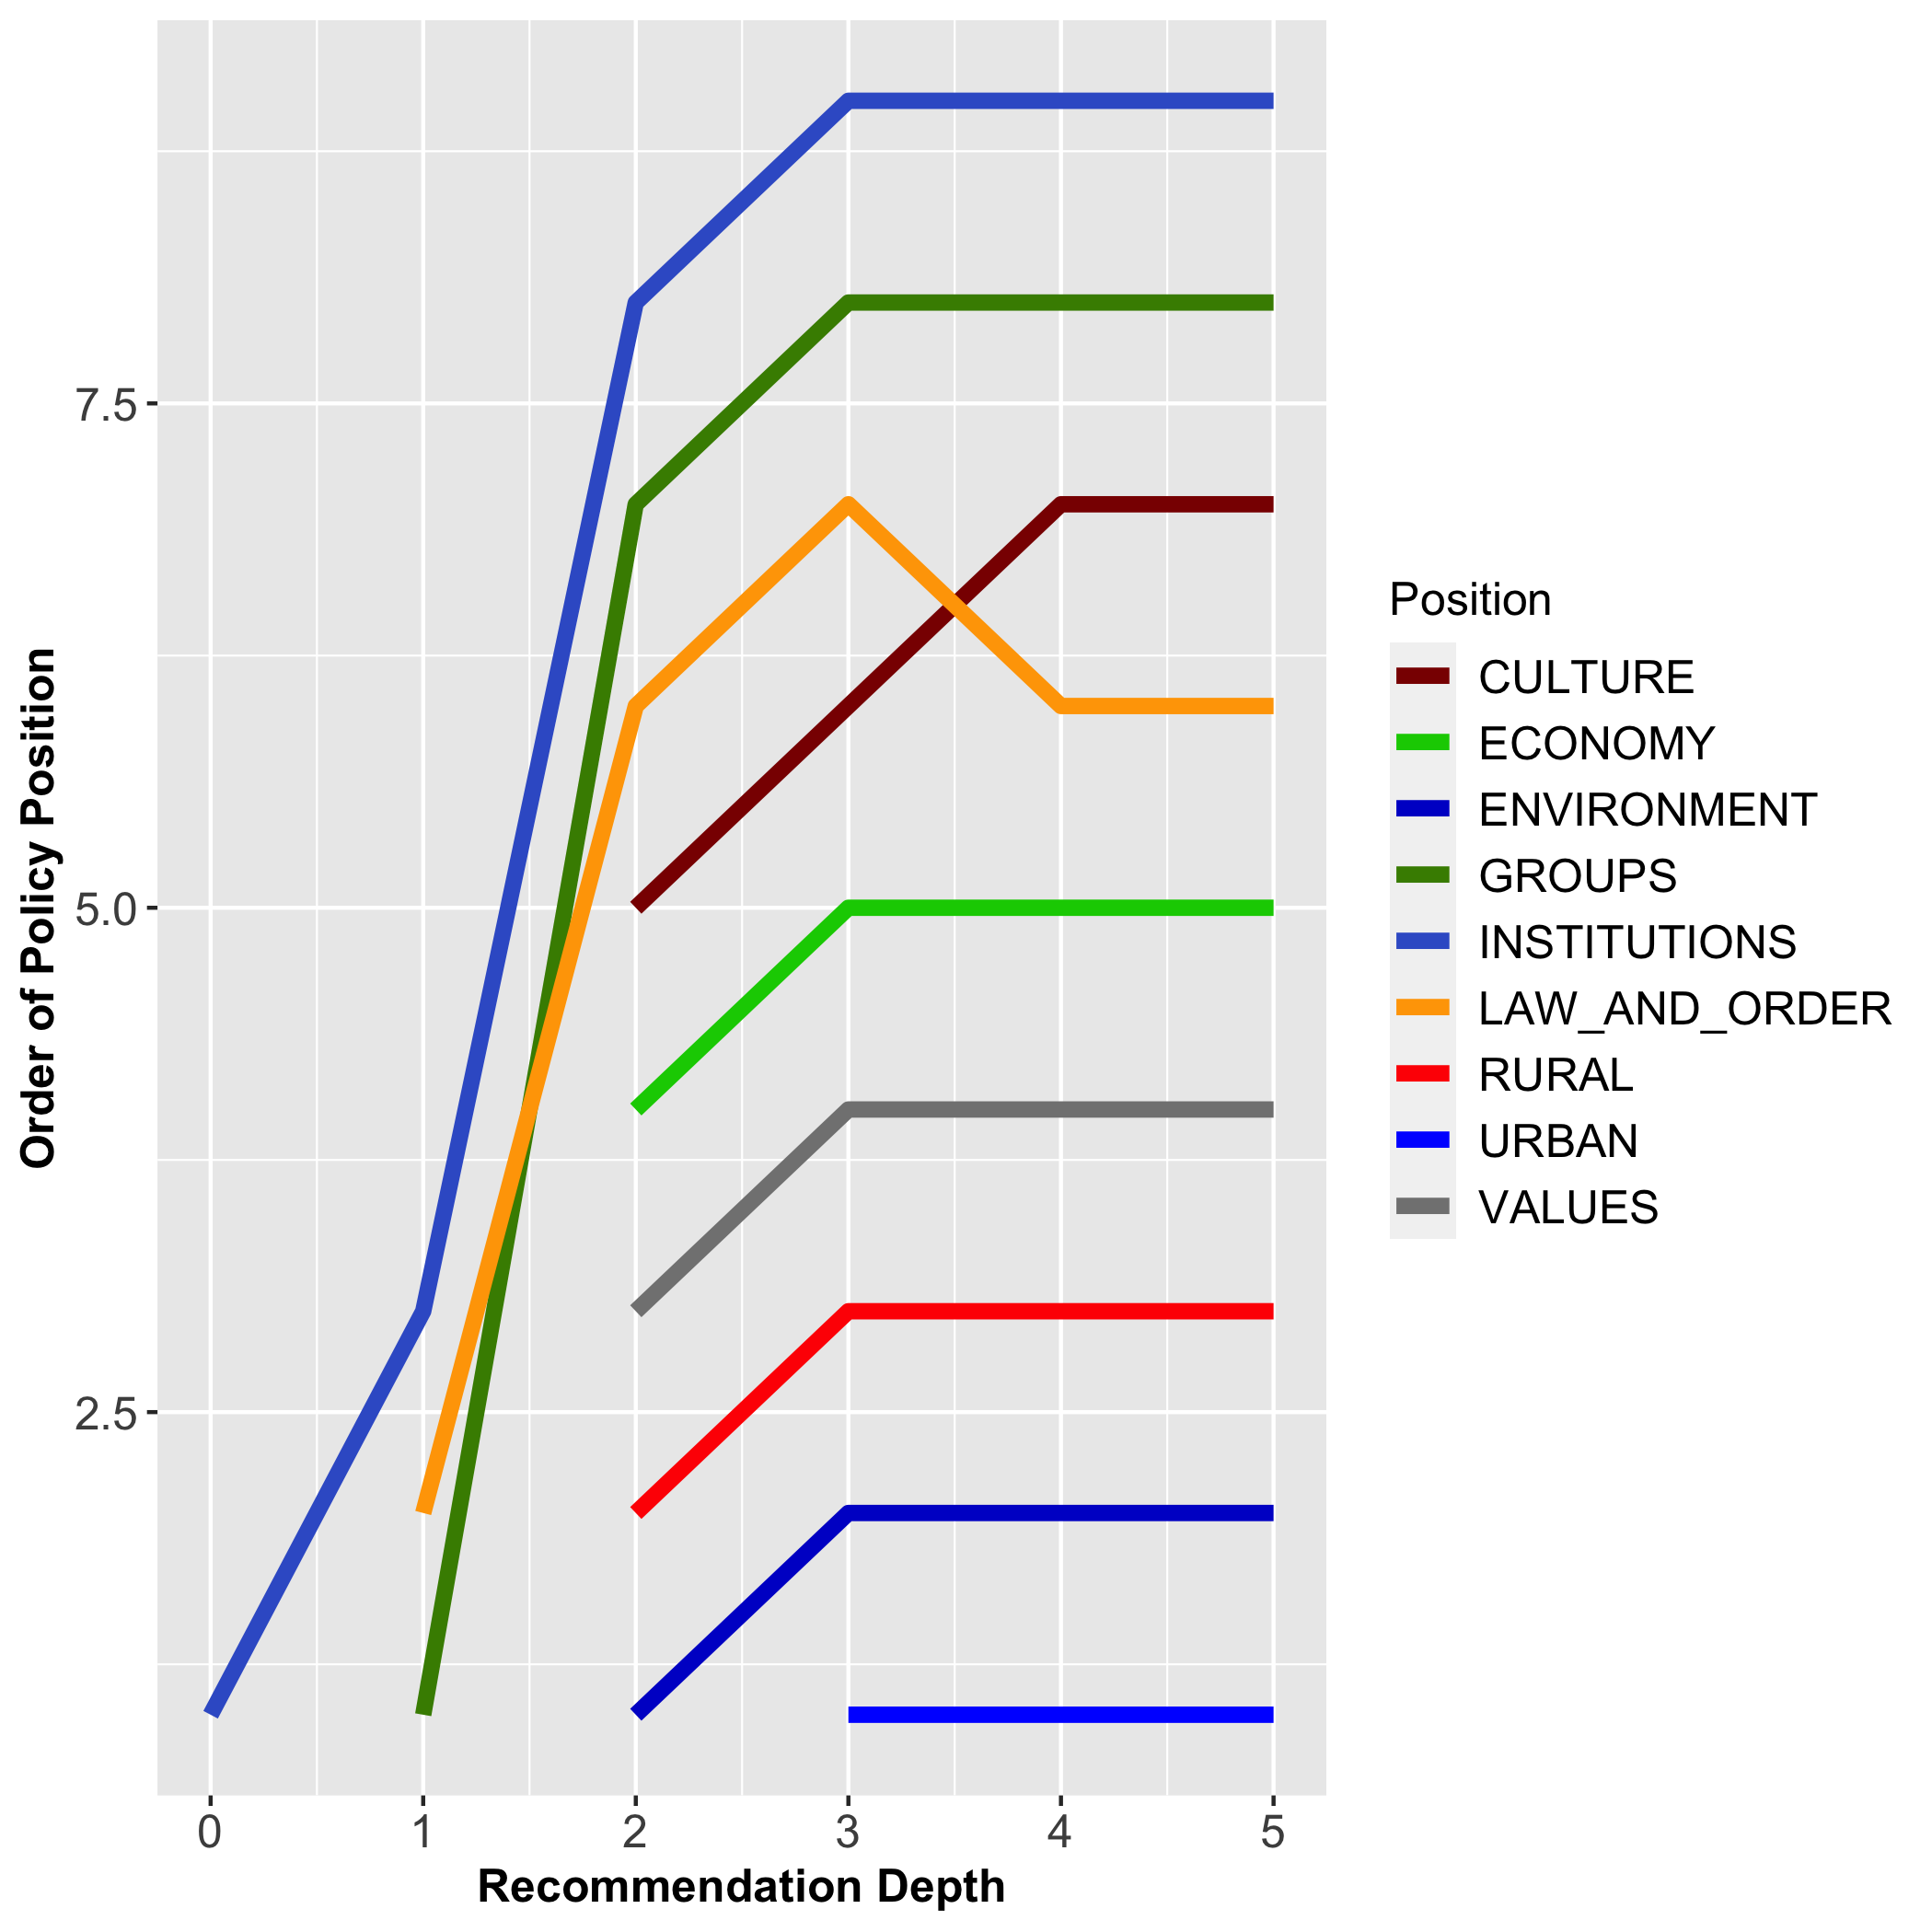 Order of Policy Position
7.5
5.0
2.5
0 1 2 3 4 5
Recommendation Depth
Position
CULTURE
ECONOMY
ENVIRONMENT
GROUPS
INSTITUTIONS
LAW_AND_ORDER
RURAL
URBAN
VALUES